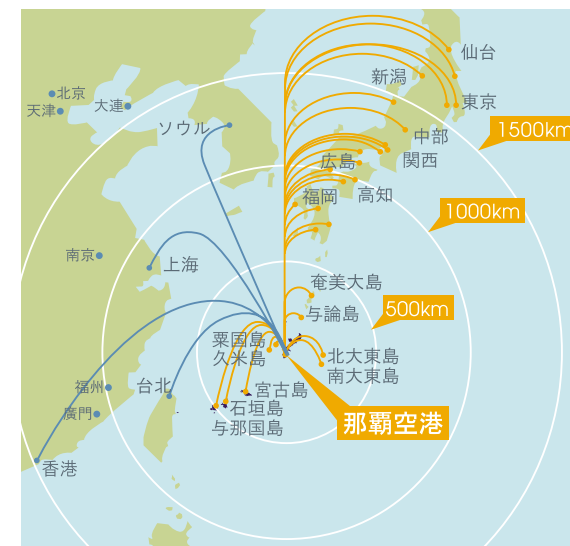 仙台
新潟
北京
天津
大連
東京
ソウル
1500km
中部
広島
関西
福岡
高知
1000km
南京
上海
奄美大島
500km
与論島
粟国島
久米島
北大東島
南大東島
福州
台北
宮古島
廣門
石垣島
与那国島
那覇空港
香港